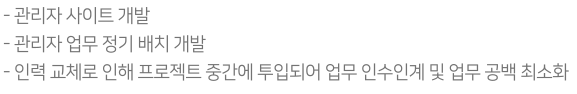 - 관리자 사이트 개발
- 관리자 업무 정기 배치 개발
- 인력 교체로 인해 프로젝트 중간에 투입되어 업무 인수인계 및 업무 공백 최소화